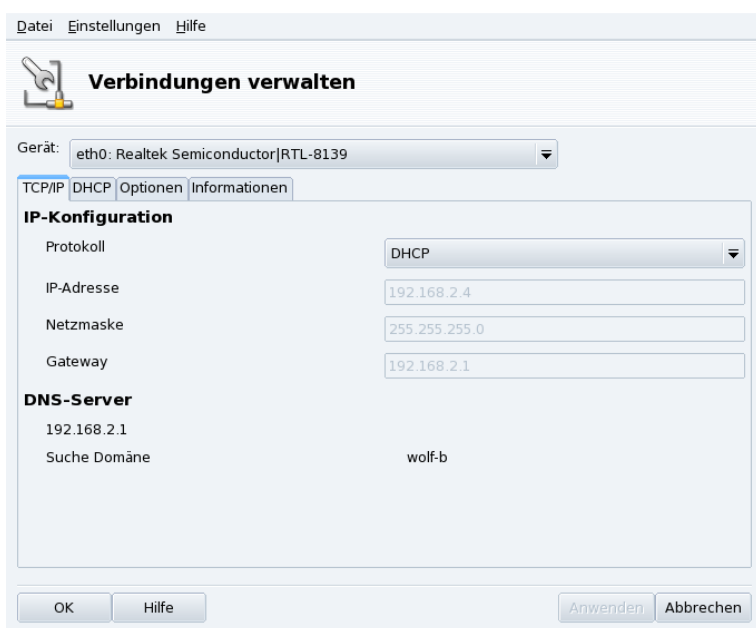 Datei Einstellungen Hilfe
Verbindungen verwalten
Gerät: eth0: Realtek Semiconductor|RTL-8139
TCP/IP DHCP Optionen Informationen
IP-Konfiguration
Protokoll DHCP
IP-Adresse 192.168.2.4
Netzmaske 255.255.255.0
Gateway 192.168.2.1
DNS-Server
192.168.2.1
Suche Domäne wolf-b
OK Hilfe Anwenden Abbrechen